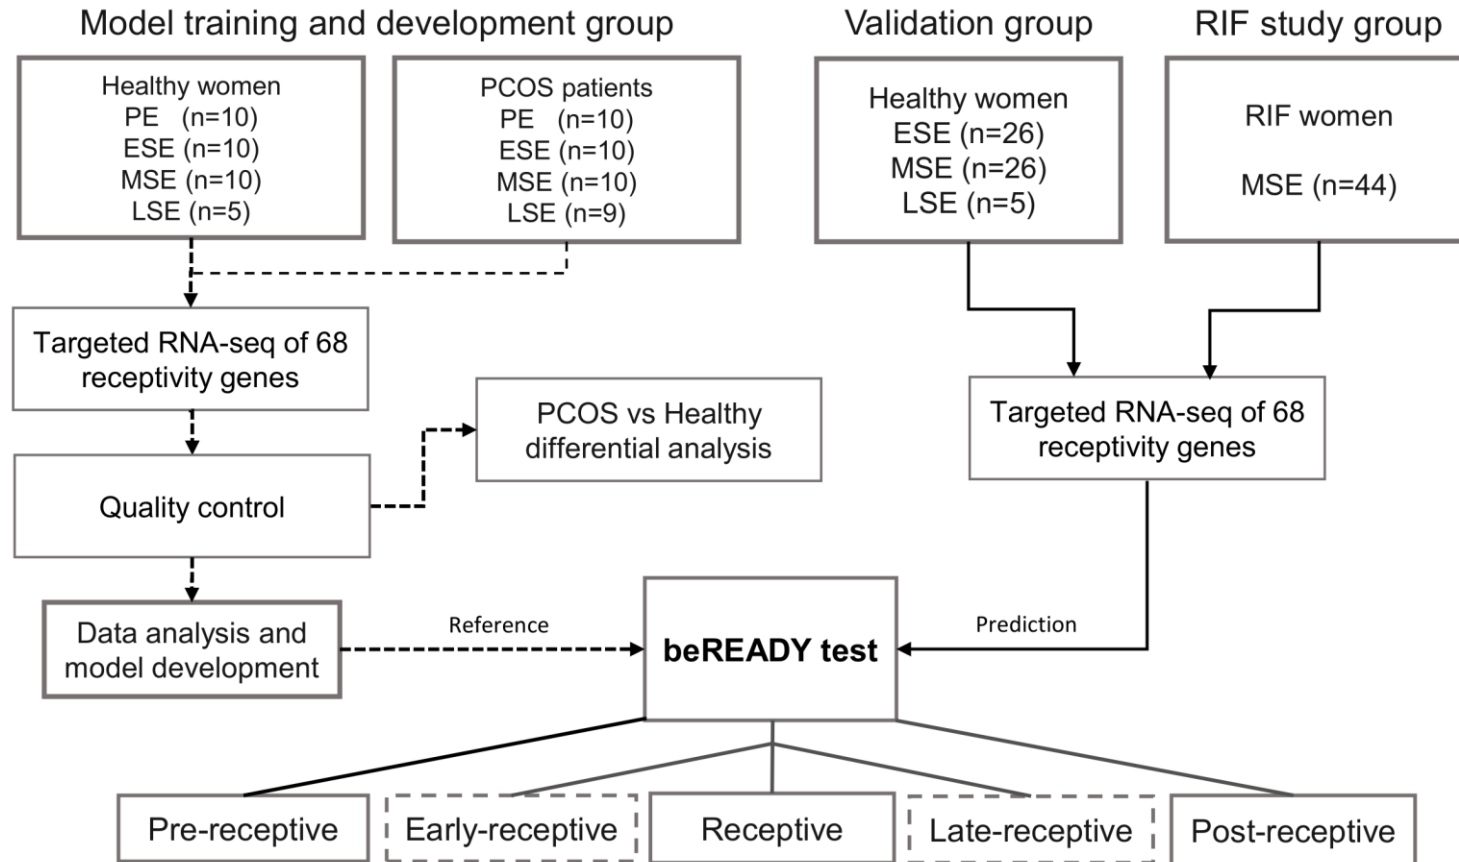 Model training and development group
Healthy women
PE (n=10)
ESE (n=10)
MSE (n=10)
LSE (n=5)
PCOS patients
PE (n=10)
ESE (n=10)
MSE (n=10)
LSE (n=9)
Validation group
Healthy women
ESE (n=26)
MSE (n=26)
LSE (n=5)
RIF study group
RIF women
MSE (n=44)
Targeted RNA-seq of 68
receptivity genes
Quality control
PCOS vs Healthy
differential analysis
Targeted RNA-seq of 68
receptivity genes
Data analysis and
model development
Reference
beREADY test
Prediction
Pre-receptive
Early-receptive
Receptive
Late-receptive
Post-receptive